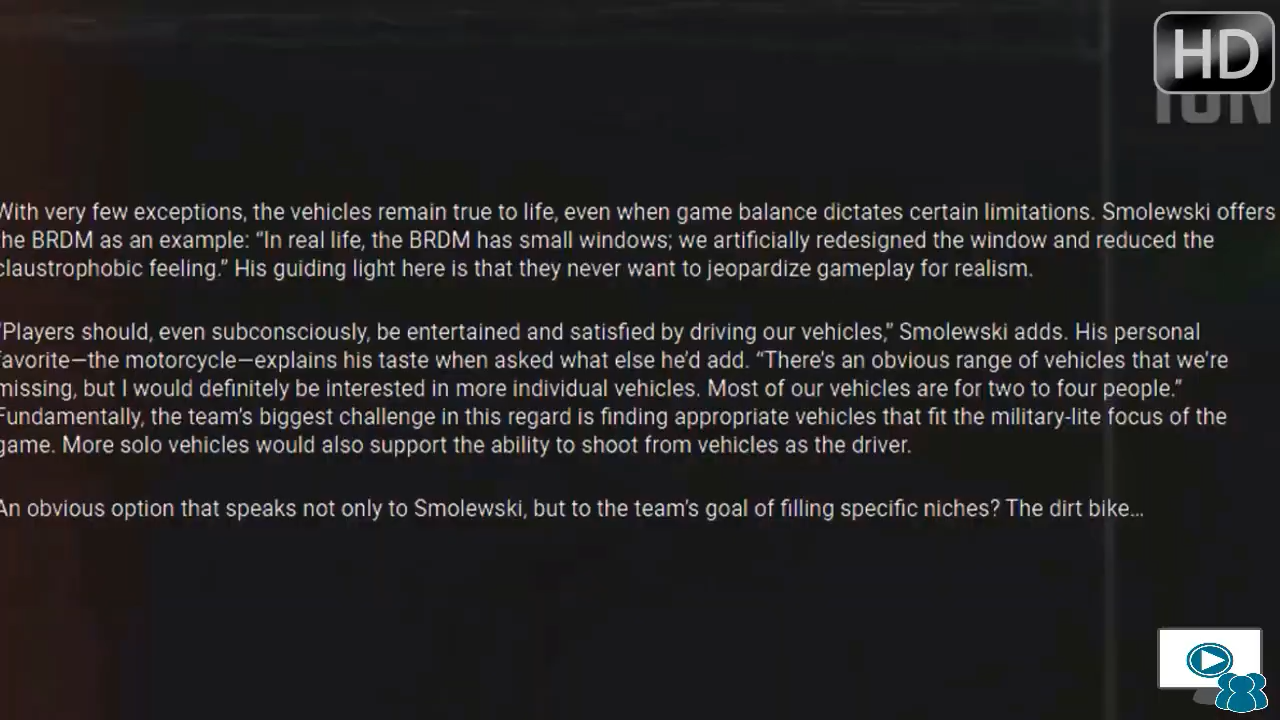 HD
With very few exceptions, the vehicles remain true to life, even when game balance dictates certain limitations. Smolewski offers
the BRDM as an example: “In real life, the BRDM has small windows; we artificially redesigned the window and reduced the
claustrophobic feeling.” His guiding light here is that they never want to jeopardize gameplay for realism.
“Players should, even subconsciously, be entertained and satisfied by driving our vehicles,” Smolewski adds. His personal
favorite—the motorcycle—explains his taste when asked what else he’d add. “There’s an obvious range of vehicles that we’re
missing, but I would definitely be interested in more individual vehicles. Most of our vehicles are for two to four people.”
Fundamentally, the team’s biggest challenge in this regard is finding appropriate vehicles that fit the military-lite focus of the
game. More solo vehicles would also support the ability to shoot from vehicles as the driver.
An obvious option that speaks not only to Smolewski, but to the team’s goal of filling specific niches? The dirt bike…